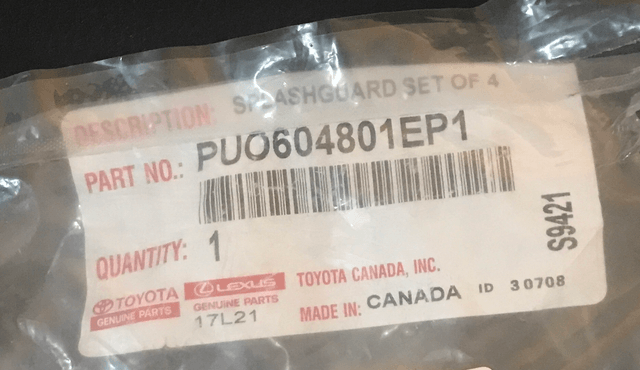 DESCRIPTION: SPLASHGUARD SET OF 4
PART NO.: PUO604801EP1
QUANTITY: 1
S9421
TOYOTA
GENUINE PARTS
LEXUS
GENUINE PARTS
17L21
TOYOTA CANADA, INC.
MADE IN: CANADA ID 30708